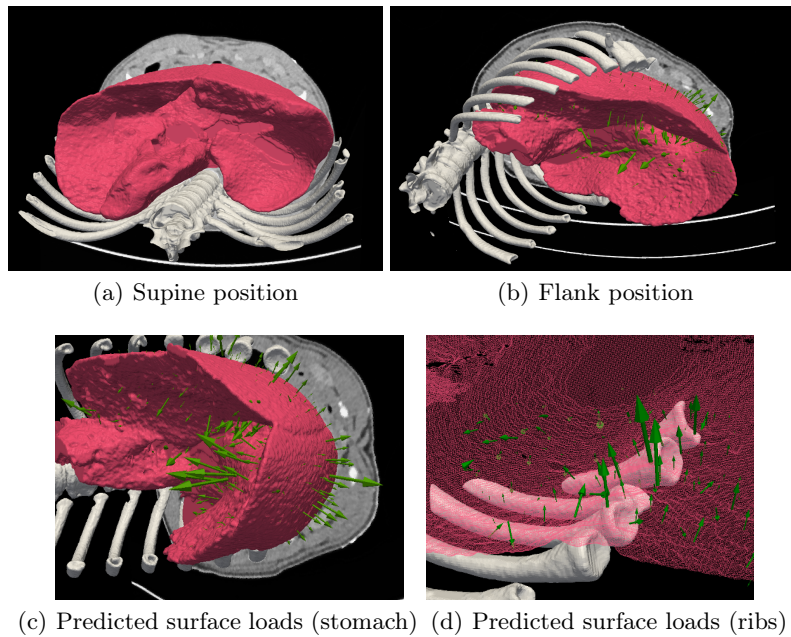 (a) Supine position
(b) Flank position
(c) Predicted surface loads (stomach)
(d) Predicted surface loads (ribs)